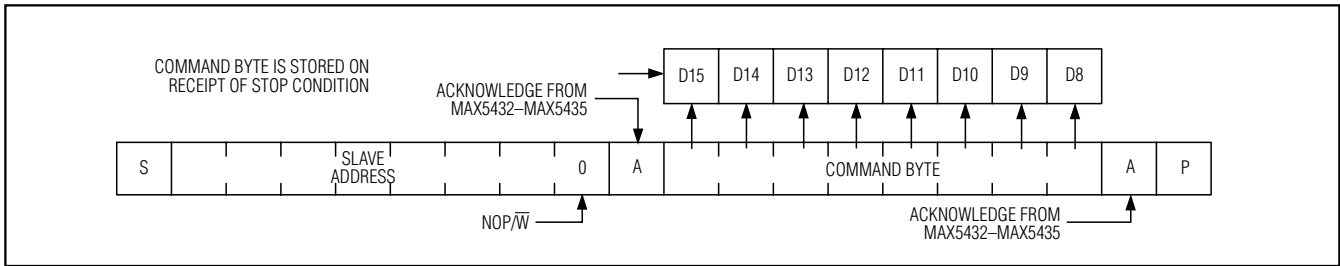 COMMAND BYTE IS STORED ON
RECEIPT OF STOP CONDITION
ACKNOWLEDGE FROM
MAX5432–MAX5435
D15 D14 D13 D12 D11 D10 D9 D8
S SLAVE ADDRESS 0 A COMMAND BYTE A P
NOP/W̅
ACKNOWLEDGE FROM
MAX5432–MAX5435